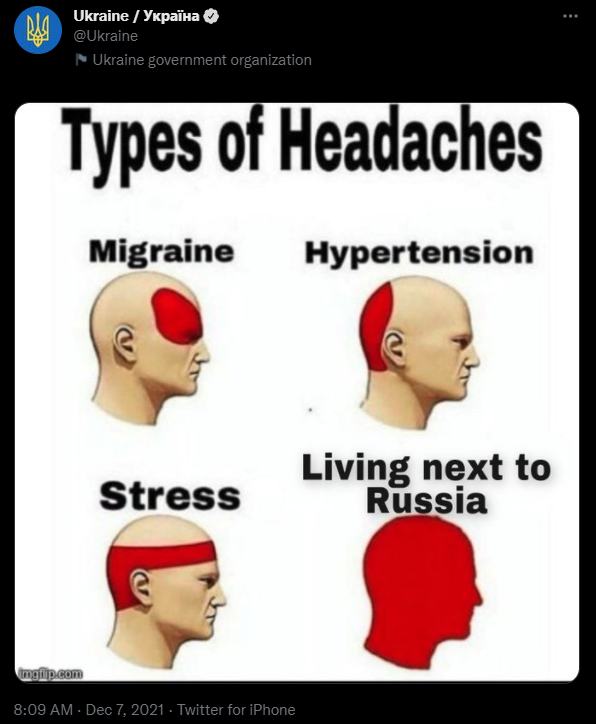 Ukraine / Україна
@Ukraine
Ukraine government organization
Types of Headaches
Migraine
Hypertension
Stress
Living next to
Russia
imgflip.com
8:09 AM · Dec 7, 2021 · Twitter for iPhone